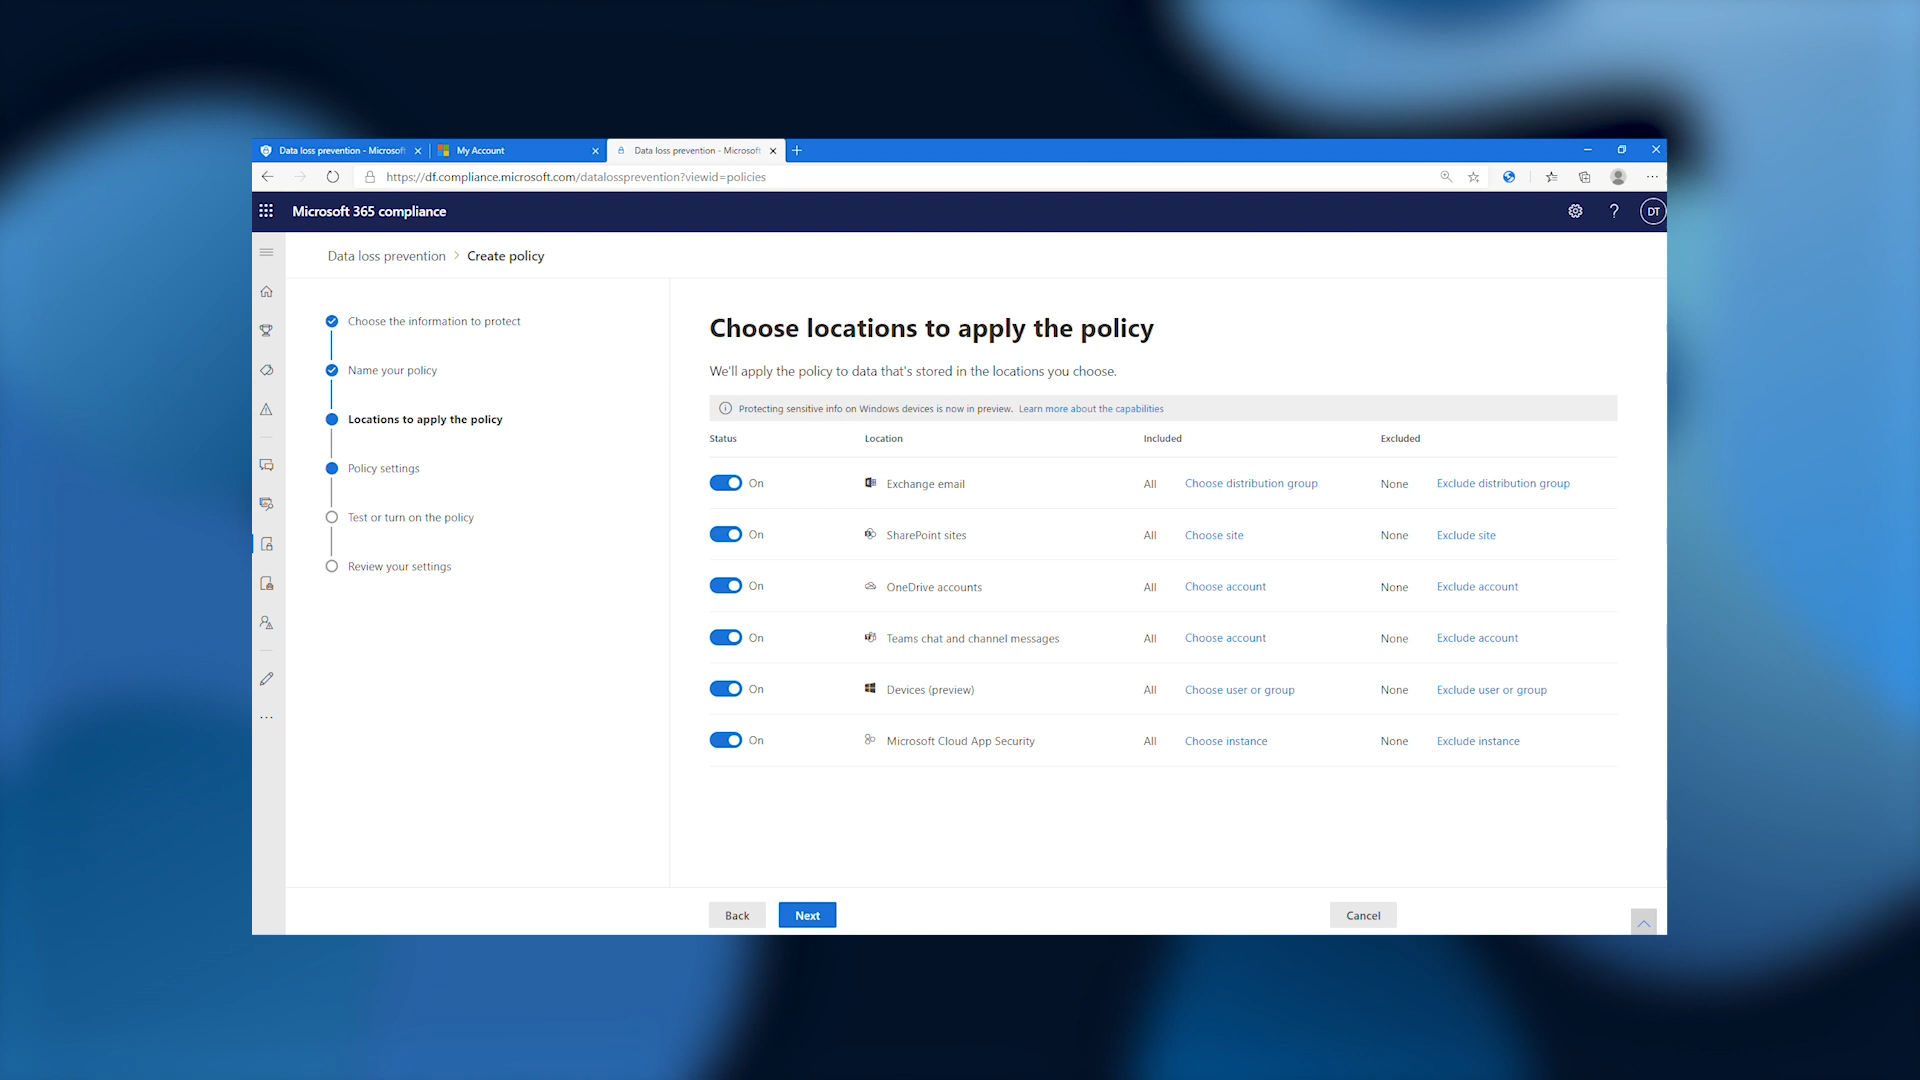 Data loss prevention - Microsoft
My Account
Data loss prevention - Microsoft
https://df.compliance.microsoft.com/datalossprevention?viewid=policies
Microsoft 365 compliance
? DT
Data loss prevention > Create policy
Choose the information to protect
Name your policy
Locations to apply the policy
Policy settings
Test or turn on the policy
Review your settings
Choose locations to apply the policy
We'll apply the policy to data that's stored in the locations you choose.
Protecting sensitive info on Windows devices is now in preview. Learn more about the capabilities
Status Location Included Excluded
On Exchange email All Choose distribution group None Exclude distribution group
On SharePoint sites All Choose site None Exclude site
On OneDrive accounts All Choose account None Exclude account
On Teams chat and channel messages All Choose account None Exclude account
On Devices (preview) All Choose user or group None Exclude user or group
On Microsoft Cloud App Security All Choose instance None Exclude instance
Back Next Cancel